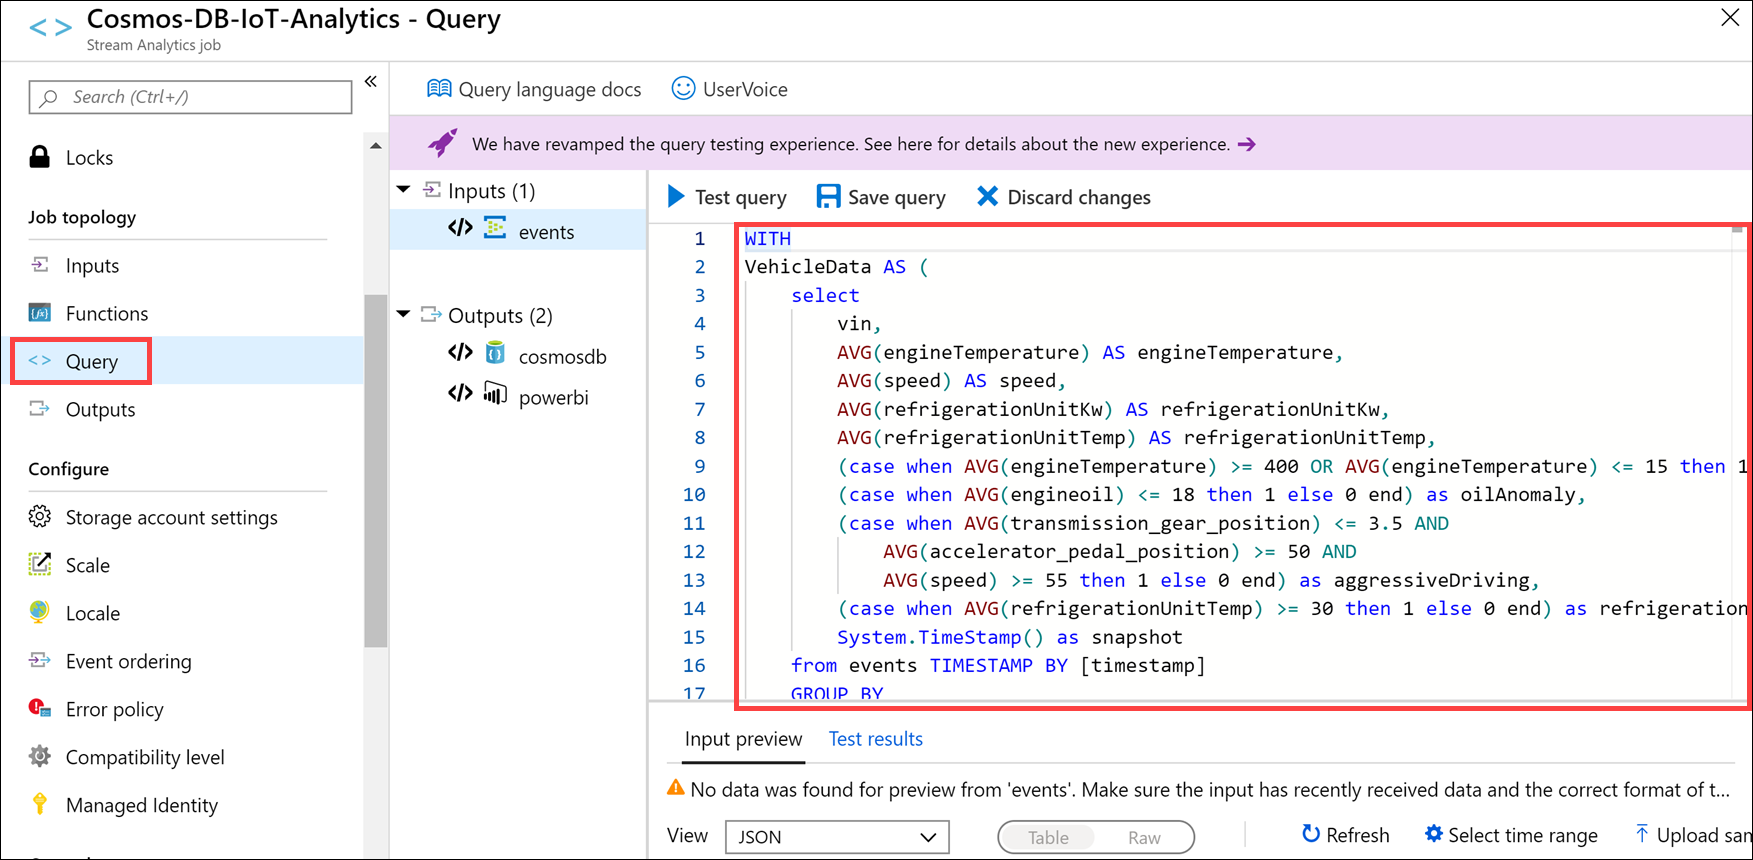 Cosmos-DB-IoT-Analytics - Query
Stream Analytics job
Search (Ctrl+/)
Locks
Job topology
Inputs
Functions
Query
Outputs
Configure
Storage account settings
Scale
Locale
Event ordering
Error policy
Compatibility level
Managed Identity
Query language docs
UserVoice
We have revamped the query testing experience. See here for details about the new experience.
Inputs (1)
events
Outputs (2)
cosmosdb
powerbi
Test query
Save query
Discard changes
1 WITH
2 VehicleData AS (
3 select
4 vin,
5 AVG(engineTemperature) AS engineTemperature,
6 AVG(speed) AS speed,
7 AVG(refrigerationUnitKw) AS refrigerationUnitKw,
8 AVG(refrigerationUnitTemp) AS refrigerationUnitTemp,
9 (case when AVG(engineTemperature) >= 400 OR AVG(engineTemperature) <= 15 then 1
10 (case when AVG(engineoil) <= 18 then 1 else 0 end) as oilAnomaly,
11 (case when AVG(transmission_gear_position) <= 3.5 AND
12 AVG(accelerator_pedal_position) >= 50 AND
13 AVG(speed) >= 55 then 1 else 0 end) as aggressiveDriving,
14 (case when AVG(refrigerationUnitTemp) >= 30 then 1 else 0 end) as refrigeration
15 System.TimeStamp() as snapshot
16 from events TIMESTAMP BY [timestamp]
17 GROUP BY
Input preview
Test results
No data was found for preview from 'events'. Make sure the input has recently received data and the correct format of t...
View
JSON
Table
Raw
Refresh
Select time range
Upload sam